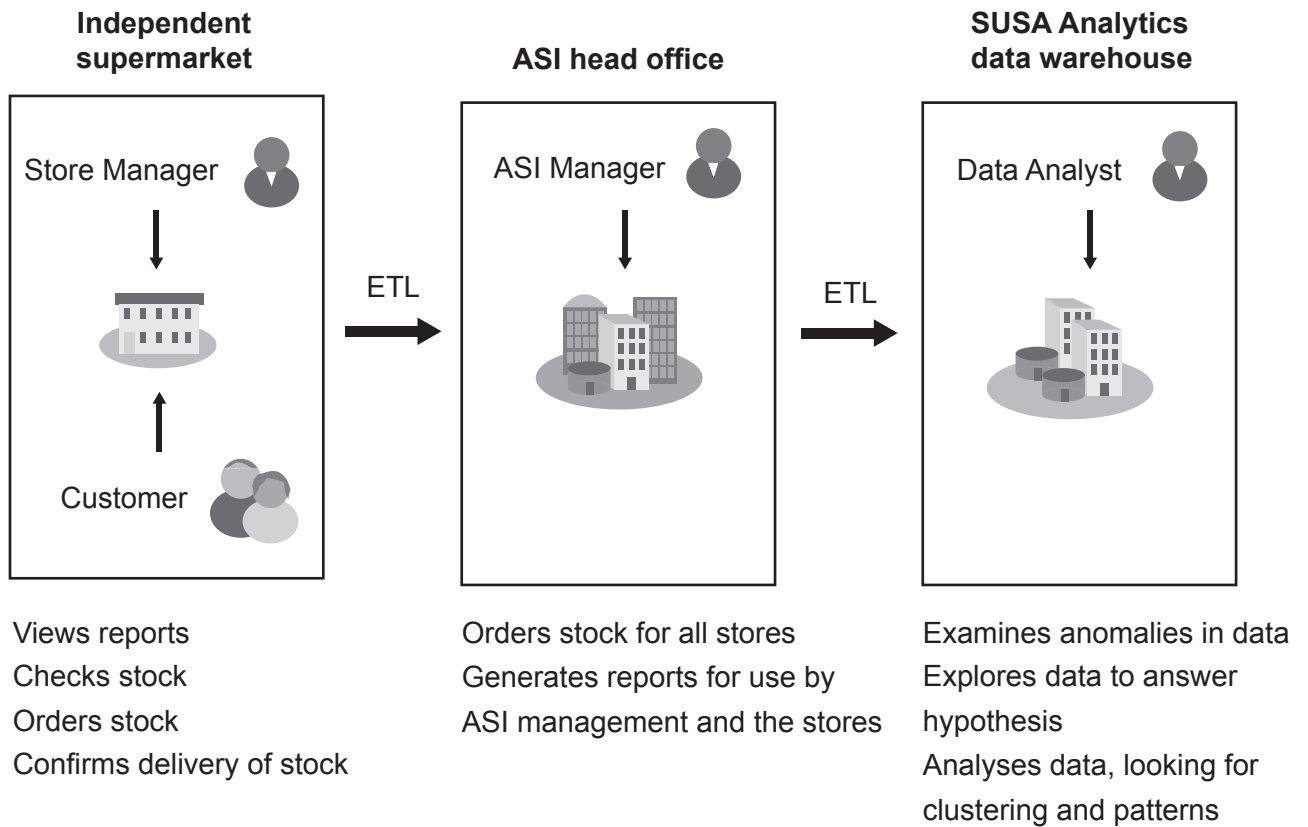 Independent
supermarket
Store Manager
Customer
Views reports
Checks stock
Orders stock
Confirms delivery of stock
ETL
ASI head office
ASI Manager
Orders stock for all stores
Generates reports for use by
ASI management and the stores
ETL
SUSA Analytics
data warehouse
Data Analyst
Examines anomalies in data
Explores data to answer
hypothesis
Analyses data, looking for
clustering and patterns